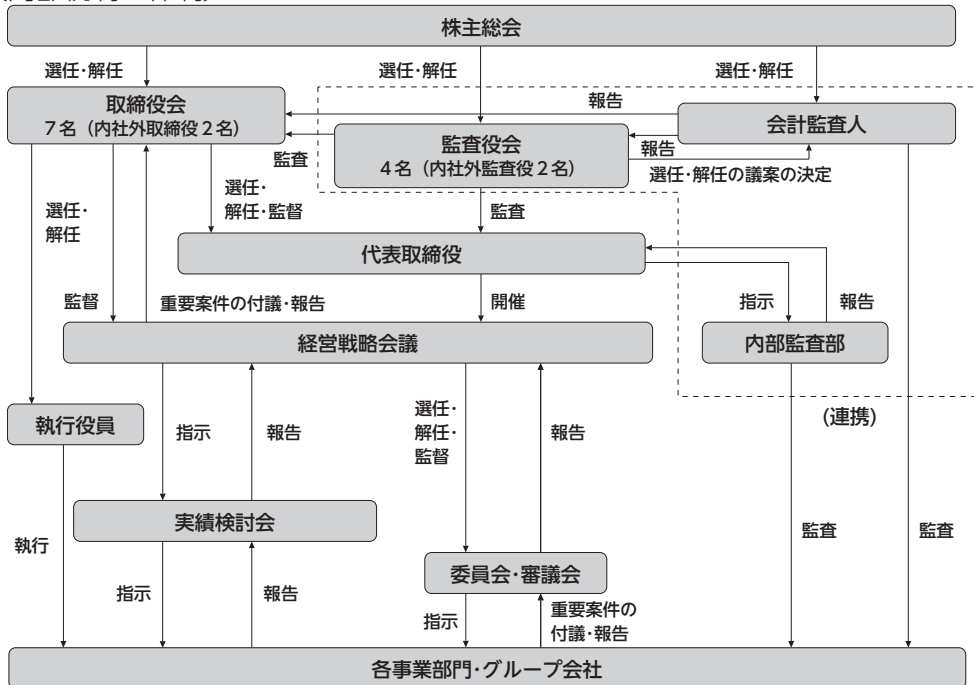 株主総会
選任・解任
選任・解任
選任・解任
取締役会
7名（内社外取締役2名）
報告
会計監査人
監査役会
4名（内社外監査役2名）
監査
報告
選任・解任の議案の決定
選任・
解任
選任・
解任・監督
監査
代表取締役
監督
重要案件の付議・報告
開催
指示
報告
経営戦略会議
内部監査部
執行役員
指示
報告
選任・
解任・
監督
報告
(連携)
実績検討会
執行
監査
監査
委員会・審議会
指示
報告
指示
重要案件の
付議・報告
各事業部門・グループ会社